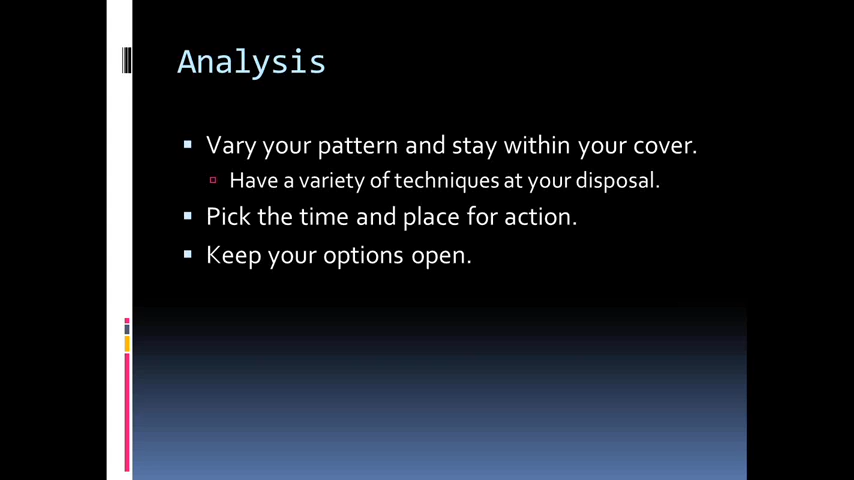 Analysis
Vary your pattern and stay within your cover.
Have a variety of techniques at your disposal.
Pick the time and place for action.
Keep your options open.